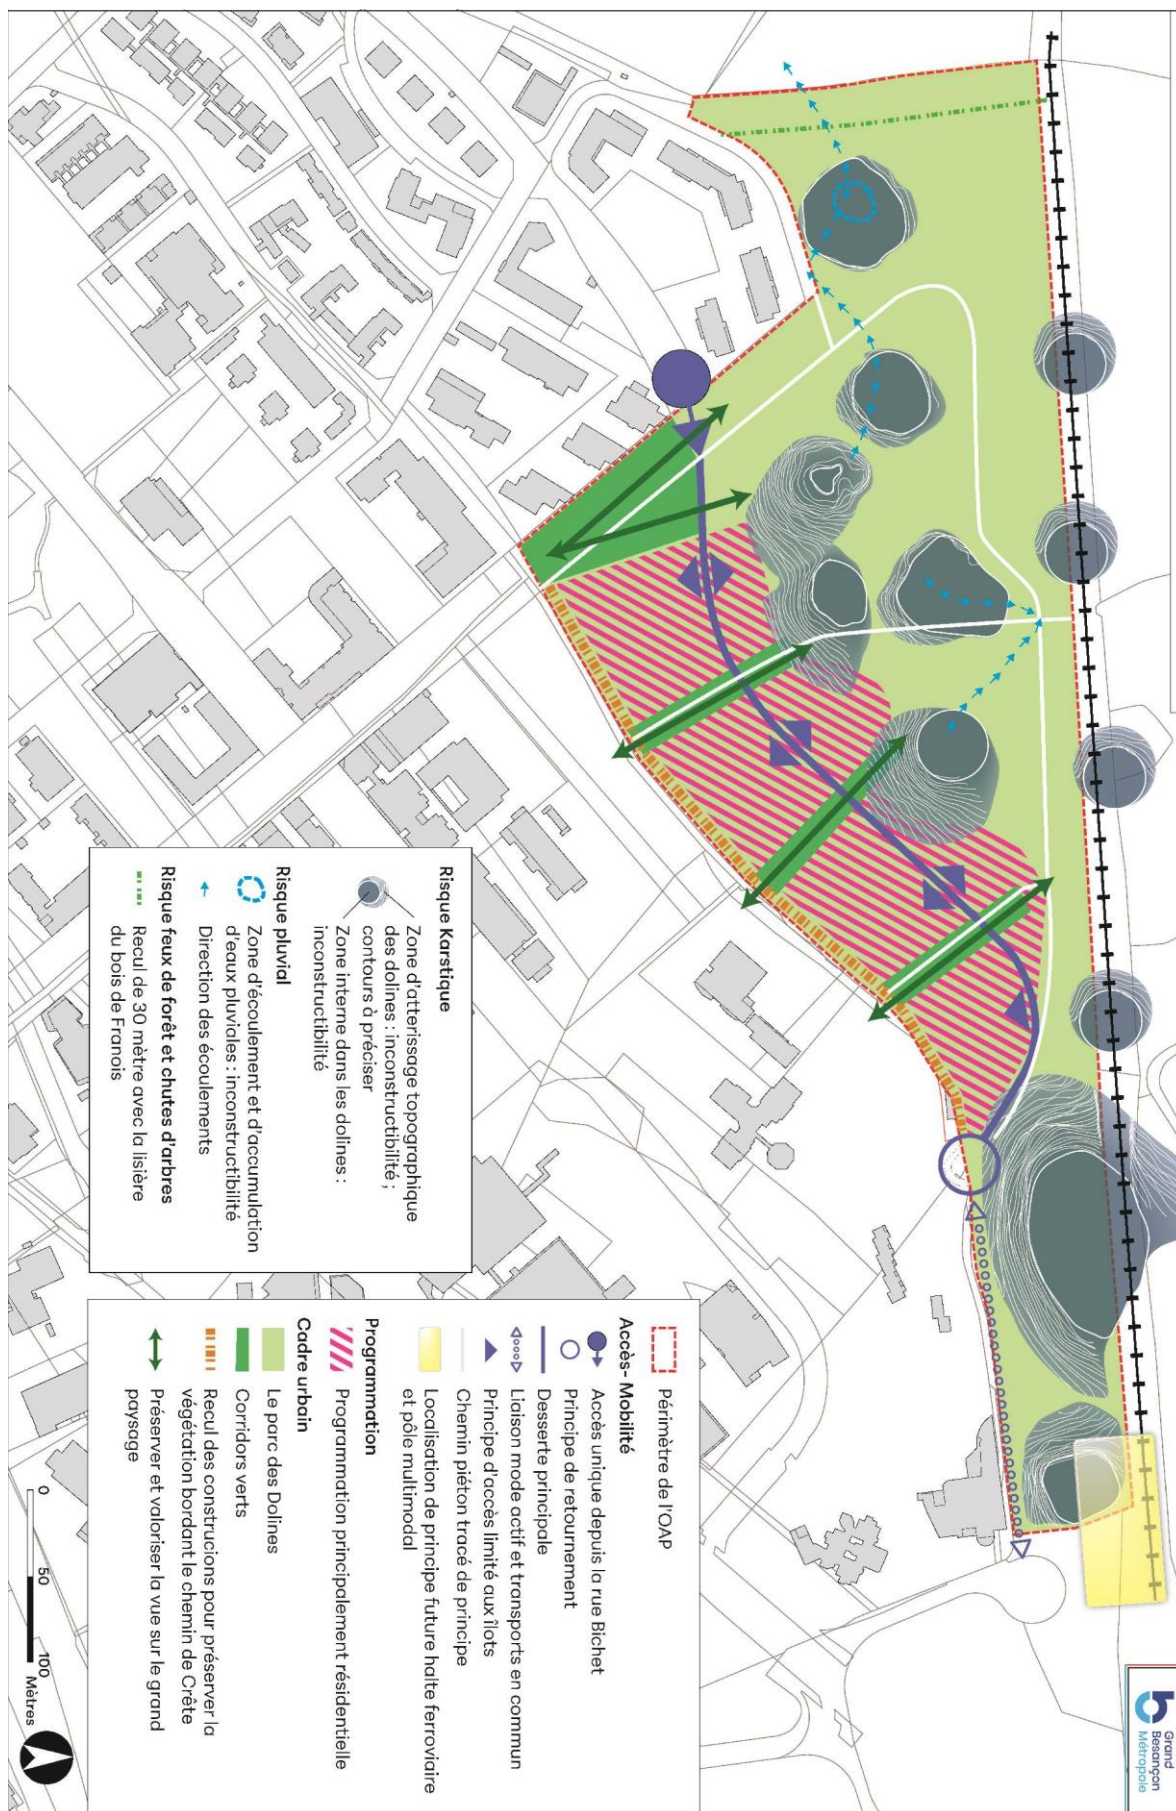 Grand
Besançon
Métropole
Périmètre de l'OAP
Accès- Mobilité
Accès unique depuis la rue Bichet
Principe de retournement
Desserte principale
Liaison mode actif et transports en commun
Principe d'accès limité aux îlots
Chemin piéton tracé de principe
Localisation de principe future halte ferroviaire
et pôle multimodal
Programmation
Programmation principalement résidentielle
Cadre urbain
Le parc des Dolines
Corridors verts
Recul des construcions pour préserver la
végétation bordant le chemin de Crête
Préserver et valoriser la vue sur le grand
paysage
0 50 100
Mètres
Risque Karstique
Zone d'atterissage topographique
des dolines : inconstructibilité ;
contours à préciser
Zone interne dans les dolines :
inconstructibilité
Risque pluvial
Zone d'écoulement et d'accumulation
d'eaux pluviales : inconstructibilité
Direction des écoulements
Risque feux de forêt et chutes d'arbres
Recul de 30 mètre avec la lisière
du bois de Franois